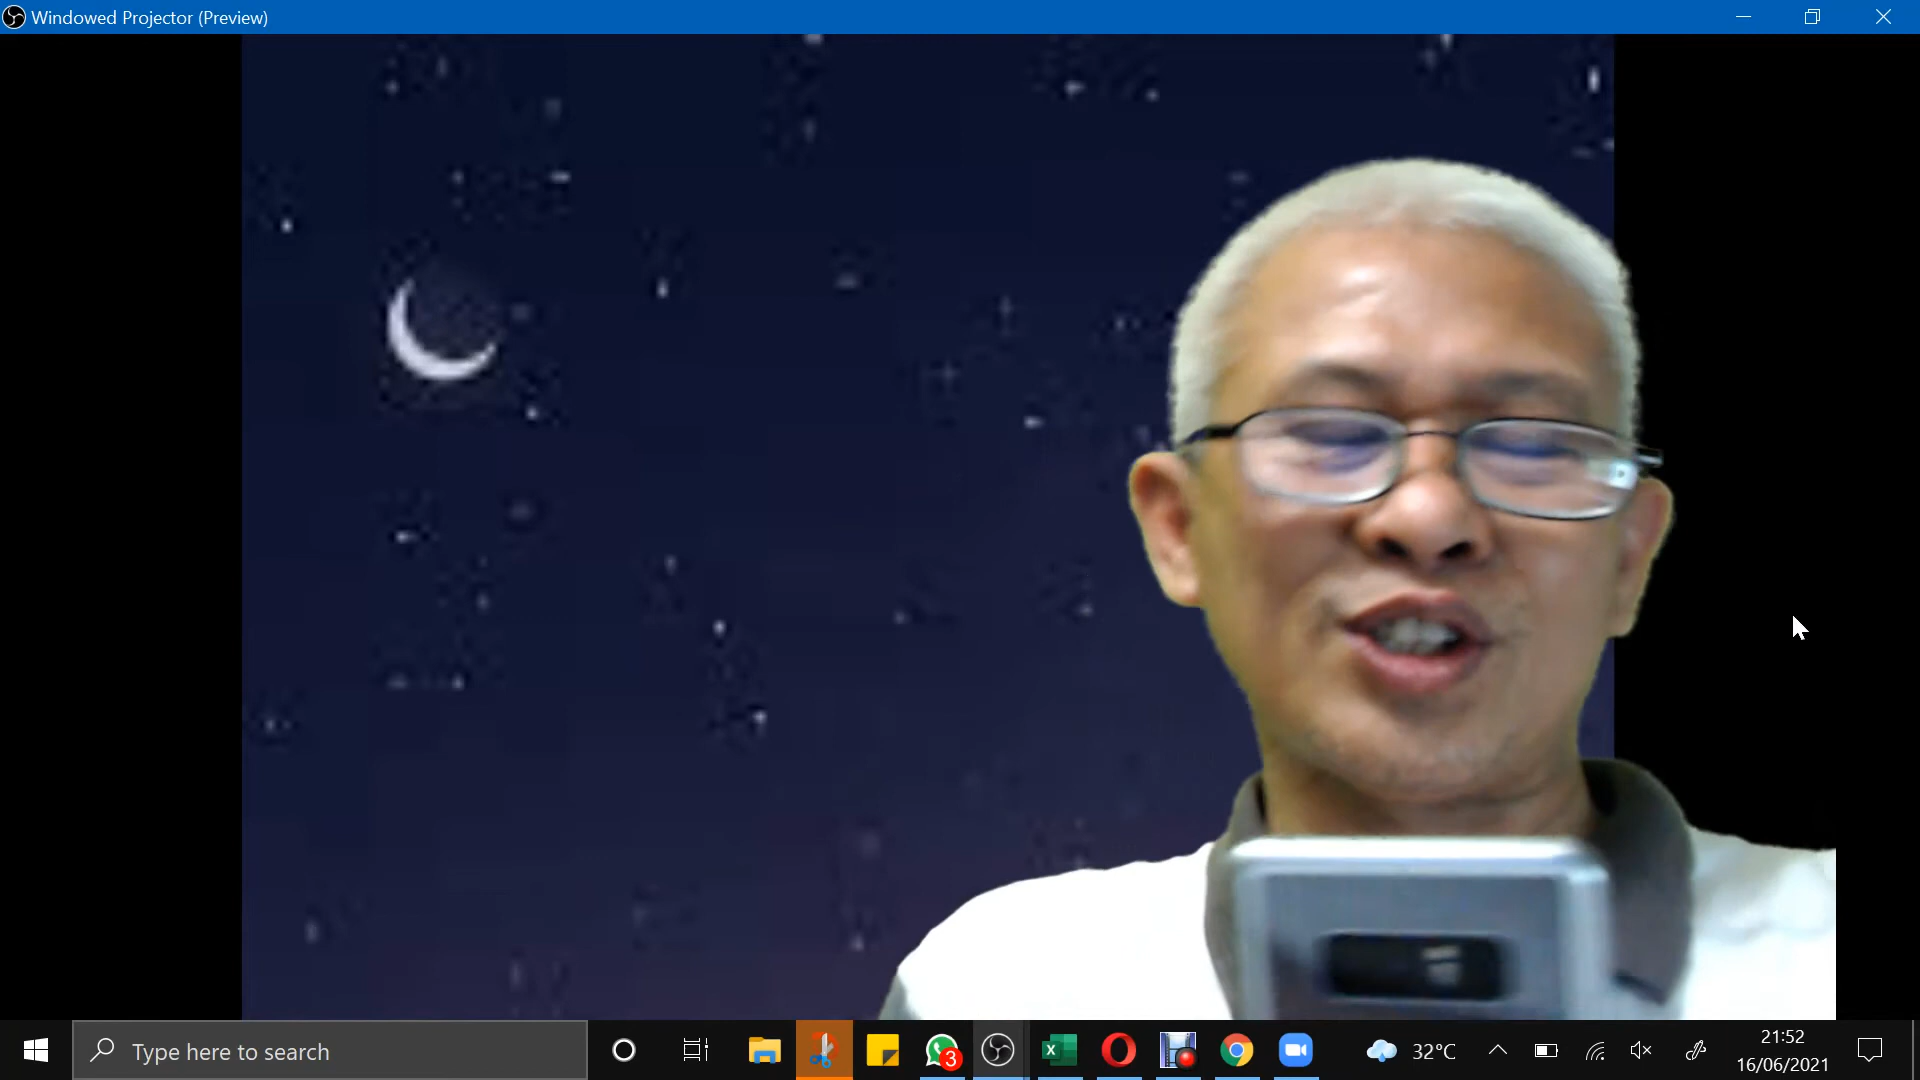 Windowed Projector (Preview)
Type here to search
3
32°C
21:52
16/06/2021